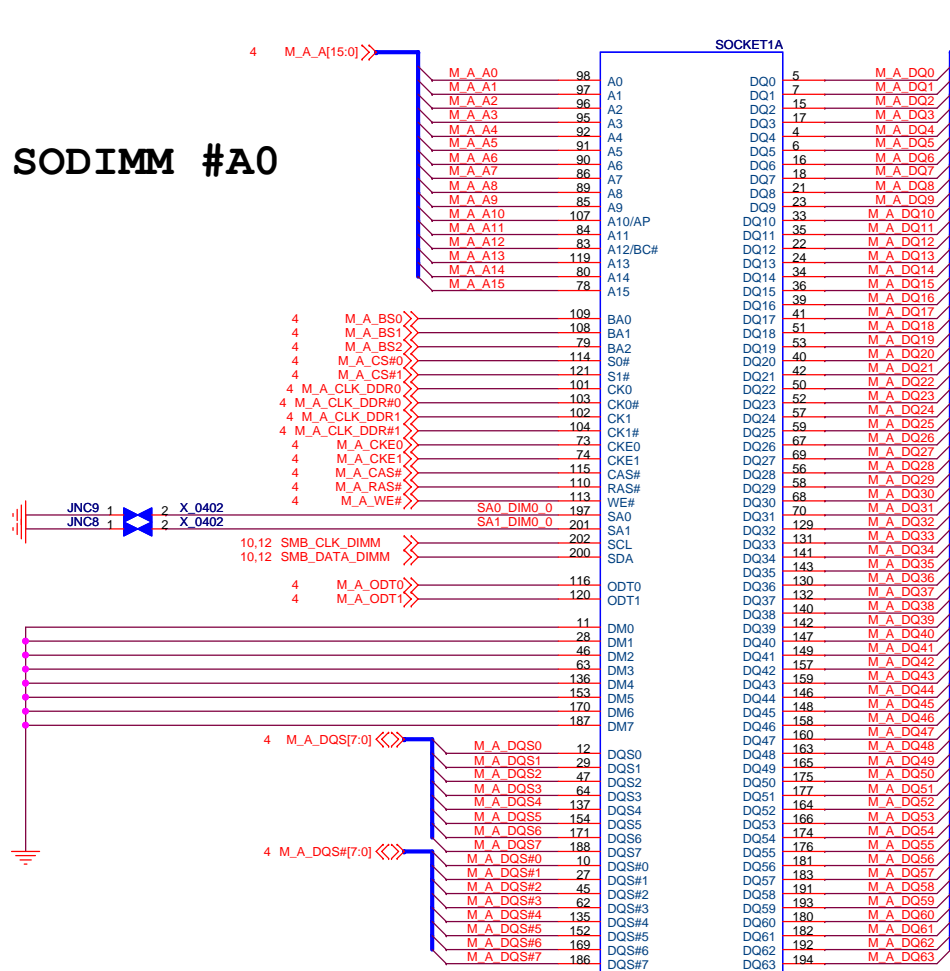 SOCKET1A
4 M_A_A[15:0]
SODIMM #A0
M_A_A0 98 A0 DQ0 5 M_A_DQ0
M_A_A1 97 A1 DQ1 7 M_A_DQ1
M_A_A2 96 A2 DQ2 15 M_A_DQ2
M_A_A3 95 A3 DQ3 17 M_A_DQ3
M_A_A4 92 A4 DQ4 4 M_A_DQ4
M_A_A5 91 A5 DQ5 6 M_A_DQ5
M_A_A6 90 A6 DQ6 16 M_A_DQ6
M_A_A7 86 A7 DQ7 18 M_A_DQ7
M_A_A8 89 A8 DQ8 21 M_A_DQ8
M_A_A9 85 A9 DQ9 23 M_A_DQ9
M_A_A10 107 A10/AP DQ10 33 M_A_DQ10
M_A_A11 84 A11 DQ11 35 M_A_DQ11
M_A_A12 83 A12/BC# DQ12 22 M_A_DQ12
M_A_A13 119 A13 DQ13 24 M_A_DQ13
M_A_A14 80 A14 DQ14 34 M_A_DQ14
M_A_A15 78 A15 DQ15 36 M_A_DQ15
DQ16 39 M_A_DQ16
4 M_A_BS0 109 BA0 DQ17 41 M_A_DQ17
4 M_A_BS1 108 BA1 DQ18 51 M_A_DQ18
4 M_A_BS2 79 BA2 DQ19 53 M_A_DQ19
4 M_A_CS#0 114 S0# DQ20 40 M_A_DQ20
4 M_A_CS#1 121 S1# DQ21 42 M_A_DQ21
4 M_A_CLK_DDR0 101 CK0 DQ22 50 M_A_DQ22
4 M_A_CLK_DDR#0 103 CK0# DQ23 52 M_A_DQ23
4 M_A_CLK_DDR1 102 CK1 DQ24 57 M_A_DQ24
4 M_A_CLK_DDR#1 104 CK1# DQ25 59 M_A_DQ25
4 M_A_CKE0 73 CKE0 DQ26 67 M_A_DQ26
4 M_A_CKE1 74 CKE1 DQ27 69 M_A_DQ27
4 M_A_CAS# 115 CAS# DQ28 56 M_A_DQ28
4 M_A_RAS# 110 RAS# DQ29 58 M_A_DQ29
4 M_A_WE# 113 WE# DQ30 68 M_A_DQ30
JNC9 1 2 X_0402 SA0_DIM0_0 197 SA0 DQ31 70 M_A_DQ31
JNC8 1 2 X_0402 SA1_DIM0_0 201 SA1 DQ32 129 M_A_DQ32
10,12 SMB_CLK_DIMM 202 SCL DQ33 131 M_A_DQ33
10,12 SMB_DATA_DIMM 200 SDA DQ34 141 M_A_DQ34
DQ35 143 M_A_DQ35
4 M_A_ODT0 116 ODT0 DQ36 130 M_A_DQ36
4 M_A_ODT1 120 ODT1 DQ37 132 M_A_DQ37
DQ38 140 M_A_DQ38
11 DM0 DQ39 142 M_A_DQ39
28 DM1 DQ40 147 M_A_DQ40
46 DM2 DQ41 149 M_A_DQ41
63 DM3 DQ42 157 M_A_DQ42
136 DM4 DQ43 159 M_A_DQ43
153 DM5 DQ44 146 M_A_DQ44
170 DM6 DQ45 148 M_A_DQ45
187 DM7 DQ46 158 M_A_DQ46
4 M_A_DQS[7:0] DQ47 160 M_A_DQ47
M_A_DQS0 12 DQS0 DQ48 163 M_A_DQ48
M_A_DQS1 29 DQS1 DQ49 165 M_A_DQ49
M_A_DQS2 47 DQS2 DQ50 175 M_A_DQ50
M_A_DQS3 64 DQS3 DQ51 177 M_A_DQ51
M_A_DQS4 137 DQS4 DQ52 164 M_A_DQ52
M_A_DQS5 154 DQS5 DQ53 166 M_A_DQ53
M_A_DQS6 171 DQS6 DQ54 174 M_A_DQ54
M_A_DQS7 188 DQS7 DQ55 176 M_A_DQ55
4 M_A_DQS#[7:0] M_A_DQS#0 10 DQS#0 DQ56 181 M_A_DQ56
M_A_DQS#1 27 DQS#1 DQ57 183 M_A_DQ57
M_A_DQS#2 45 DQS#2 DQ58 191 M_A_DQ58
M_A_DQS#3 62 DQS#3 DQ59 193 M_A_DQ59
M_A_DQS#4 135 DQS#4 DQ60 180 M_A_DQ60
M_A_DQS#5 152 DQS#5 DQ61 182 M_A_DQ61
M_A_DQS#6 169 DQS#6 DQ62 192 M_A_DQ62
M_A_DQS#7 186 DQS#7 DQ63 194 M_A_DQ63